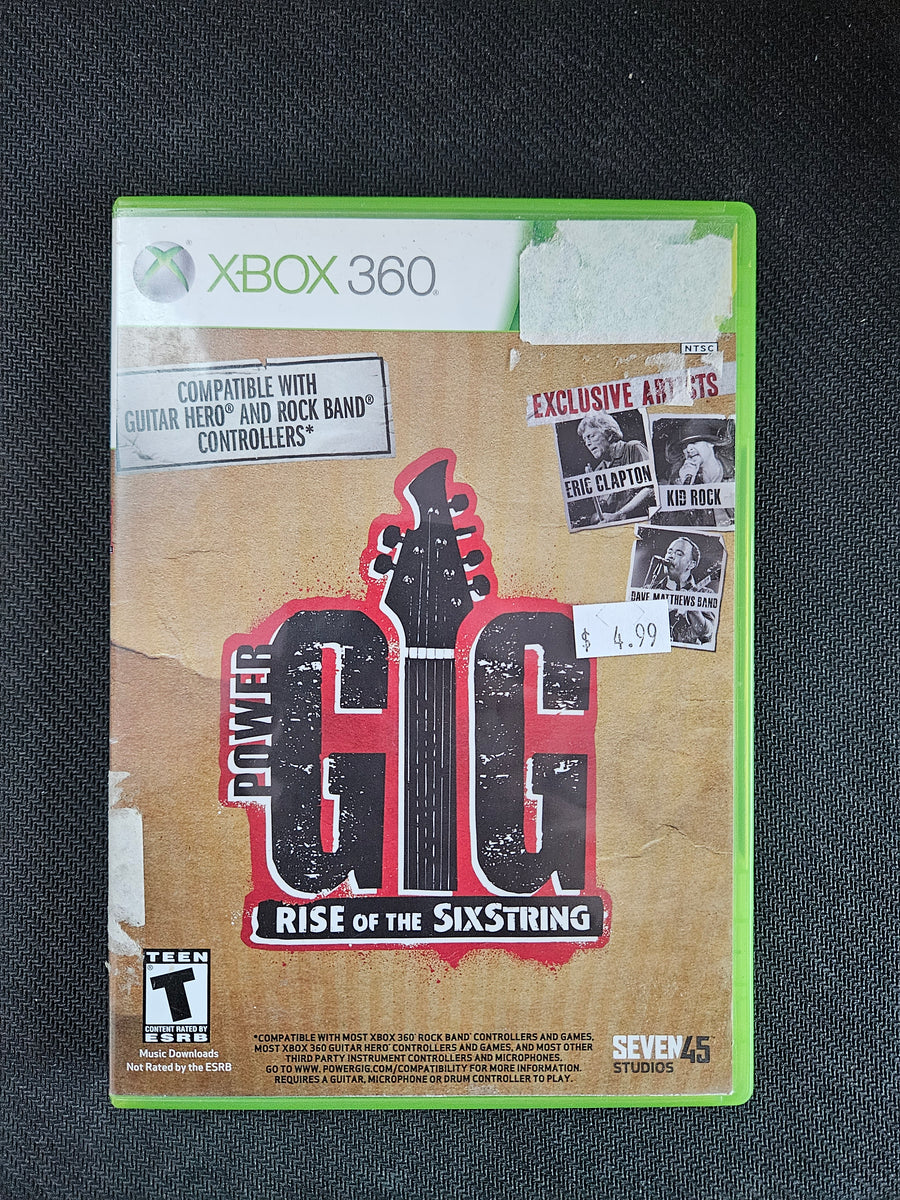 XBOX 360®
NTSC
COMPATIBLE WITH
GUITAR HERO® AND ROCK BAND®
CONTROLLERS*
EXCLUSIVE ARTISTS
ERIC CLAPTON
KID ROCK
DAVE MATTHEWS BAND
$ 4.99
POWER
GIG
RISE OF THE SIXSTRING
TEEN
T®
CONTENT RATED BY
ESRB
Music Downloads
Not Rated by the ESRB
*COMPATIBLE WITH MOST XBOX 360® ROCK BAND® CONTROLLERS AND GAMES,
MOST XBOX 360 GUITAR HERO® CONTROLLERS AND GAMES, AND MOST OTHER
THIRD PARTY INSTRUMENT CONTROLLERS AND MICROPHONES.
GO TO WWW.POWERGIG.COM/COMPATIBILITY FOR MORE INFORMATION.
REQUIRES A GUITAR, MICROPHONE OR DRUM CONTROLLER TO PLAY.
SEVEN45™
STUDIOS